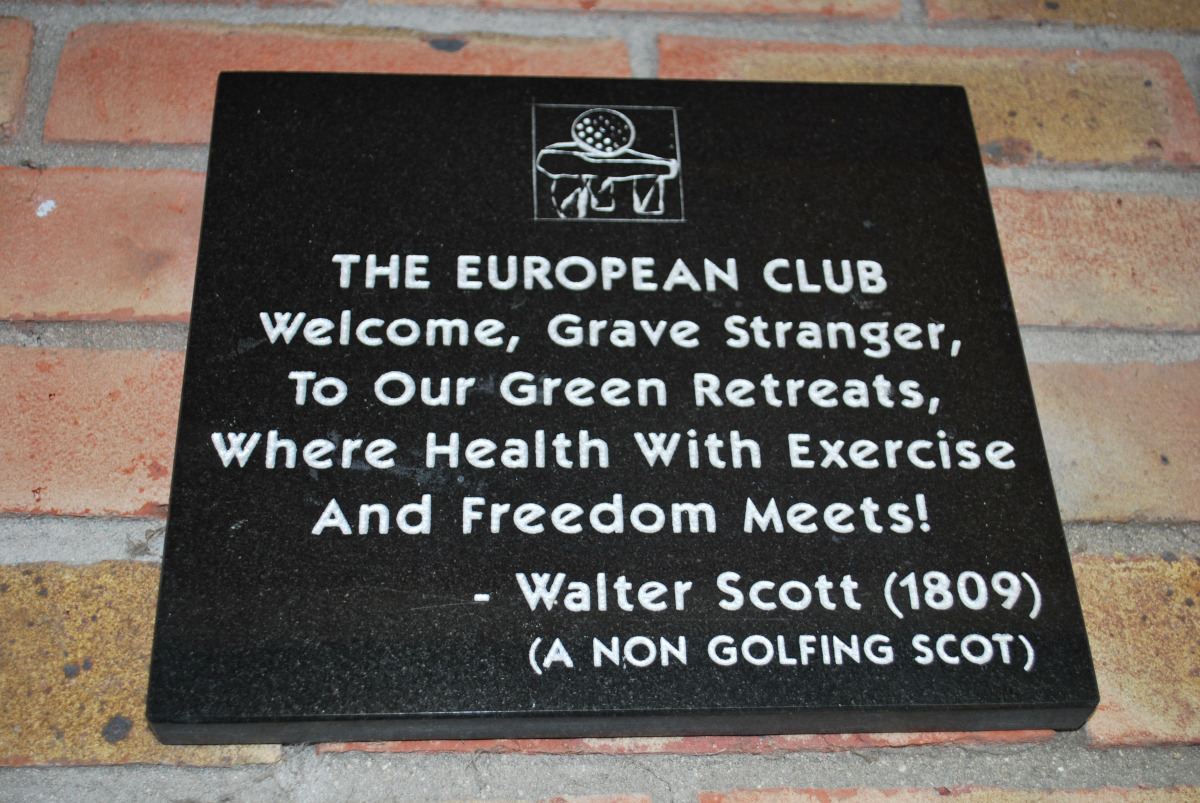 THE EUROPEAN CLUB
Welcome, Grave Stranger,
To Our Green Retreats,
Where Health With Exercise
And Freedom Meets!
- Walter Scott (1809)
(A NON GOLFING SCOT)